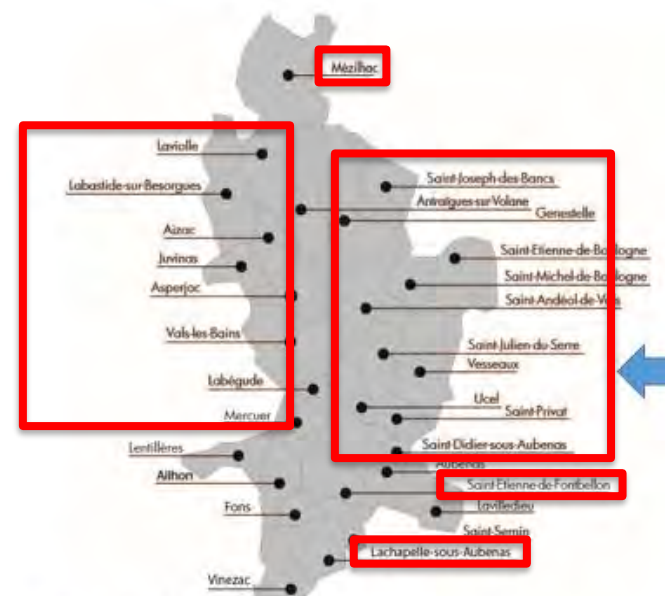 Mézilhac
Laviolle
Labastide-sur-Besorgues
Aizac
Juvinas
Asperjoc
Vals-les-Bains
Labégude
Mercuer
Lentillères
Ailhon
Fons
Vinezac
Saint-Joseph-des-Bancs
Antraïgues-sur-Volane
Genestelle
Saint-Etienne-de-Boulogne
Saint-Michel-de-Boulogne
Saint-Andéol-de-Vals
Saint-Julien-du-Serre
Vesseaux
Ucel
Saint-Privat
Saint-Didier-sous-Aubenas
Aubenas
Saint-Etienne-de-Fontbellon
Lavilledieu
Saint-Sernin
Lachapelle-sous-Aubenas